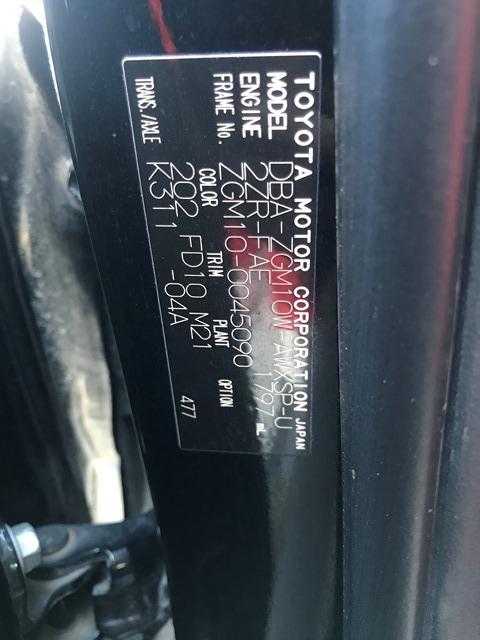 TOYOTA MOTOR CORPORATION JAPAN
MODEL DBA-ZGM10W-AWXSP-U
ENGINE 2ZR-FAE 1797 mL
FRAME No. ZGM10-0045090
COLOR TRIM PLANT OPTION
202 FD10 M21
-04A
TRANS./AXLE K311
477